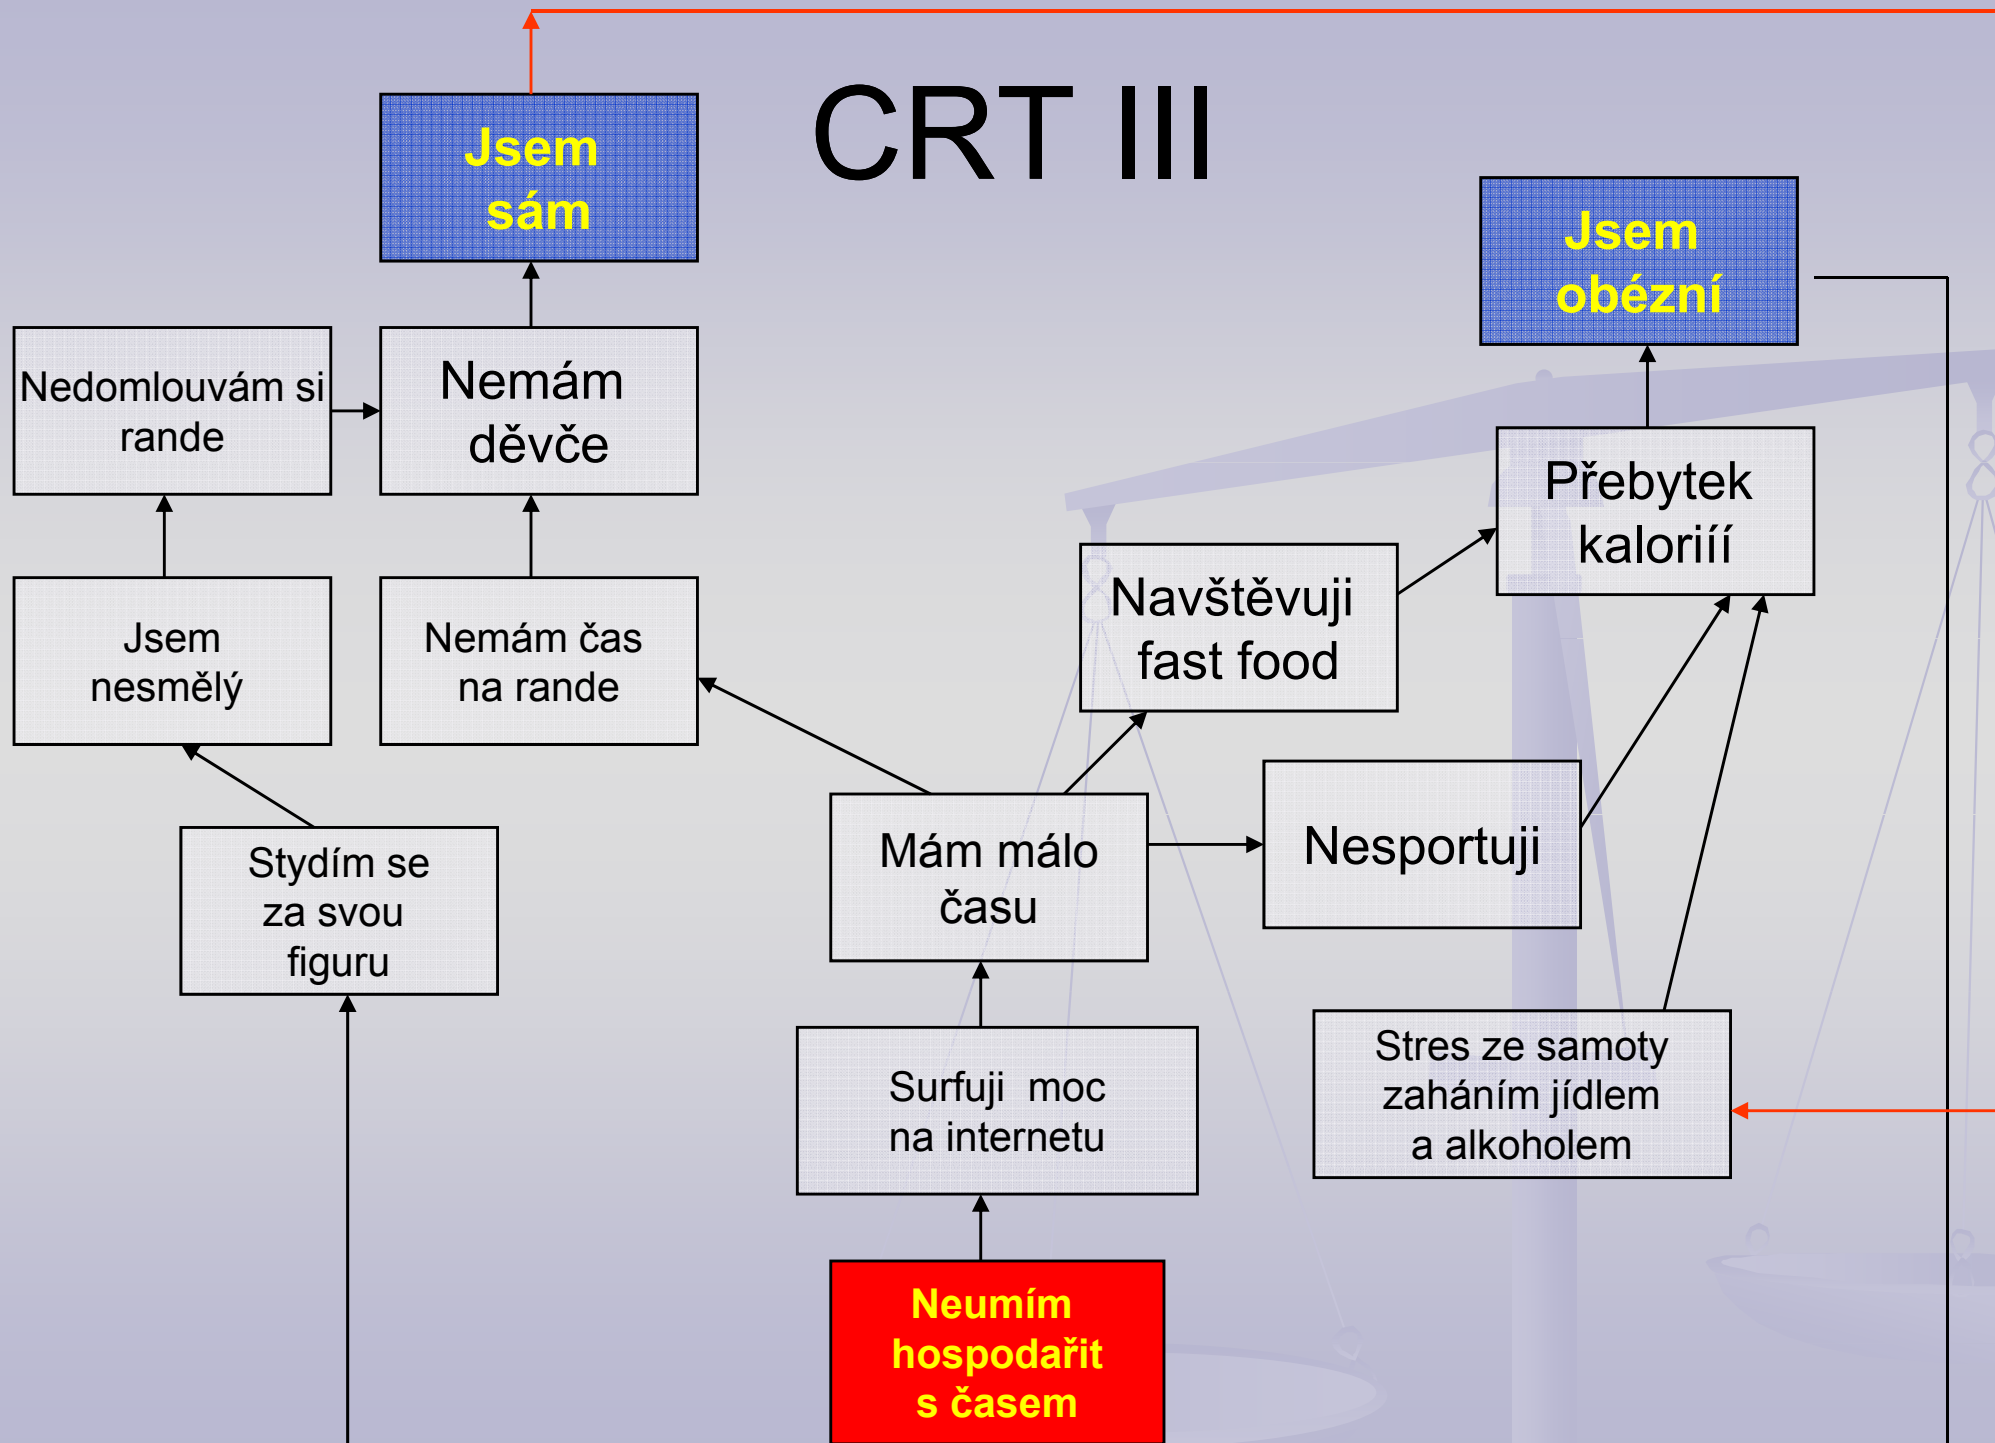 CRT III
Jsem
sám
Jsem
obézní
Nedomlouvám si
rande
Nemám
děvče
Přebytek
kaloriíí
Navštěvuji
fast food
Jsem
nesmělý
Nemám čas
na rande
Stydím se
za svou
figuru
Mám málo
času
Nesportuji
Surfuji  moc
na internetu
Stres ze samoty
zaháním jídlem
a alkoholem
Neumím
hospodařit
s časem